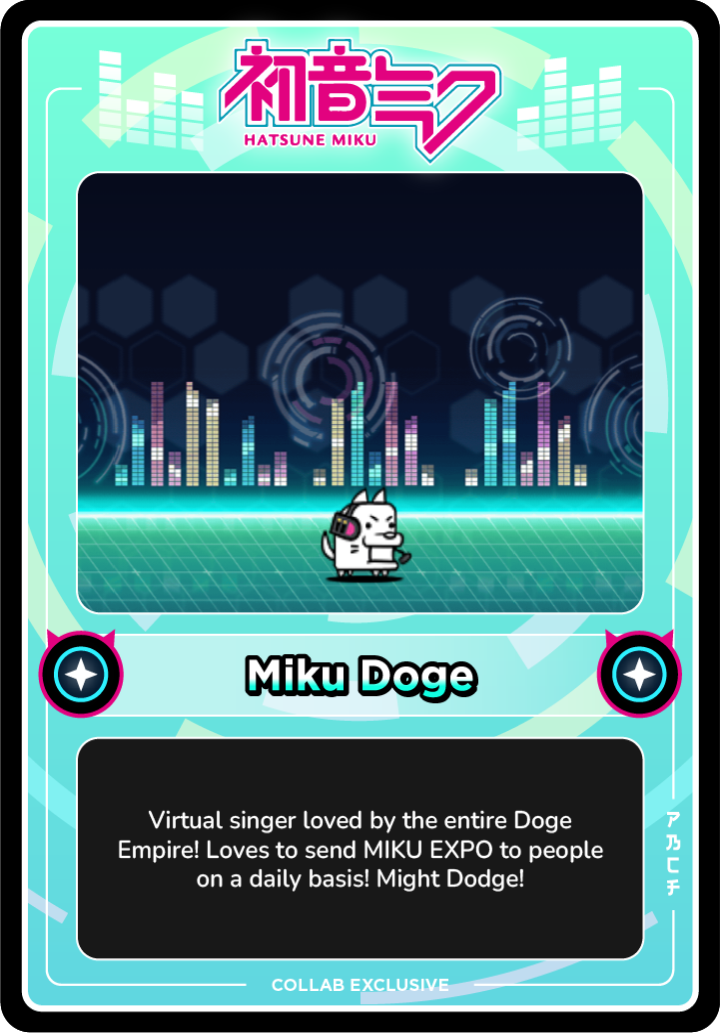 初音ミク
HATSUNE MIKU
Miku Doge
Virtual singer loved by the entire Doge
Empire! Loves to send MIKU EXPO to people
on a daily basis! Might Dodge!
ア乃匚チ
COLLAB EXCLUSIVE